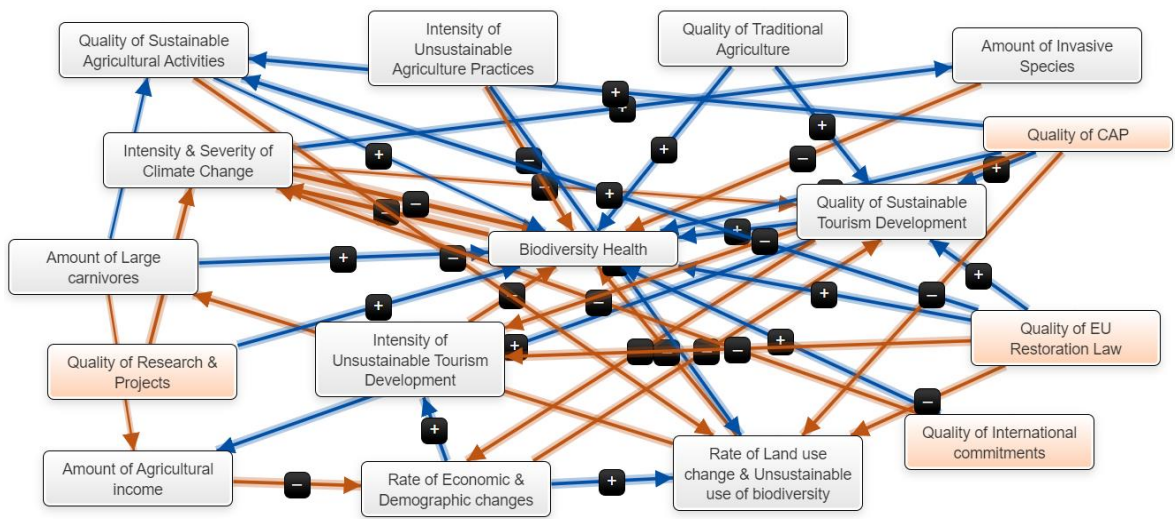 Quality of Sustainable
Agricultural Activities
Intensity of
Unsustainable
Agriculture Practices
Quality of Traditional
Agriculture
Amount of Invasive
Species
+
+
Quality of CAP
Intensity & Severity of
Climate Change
+
−
−
+
+
−
+
+
−
−
−
Quality of Sustainable
Tourism Development
Biodiversity Health
+
−
Amount of Large
carnivores
+
−
+
−
−
+
−
Quality of EU
Restoration Law
Quality of Research &
Projects
+
Intensity of
Unsustainable Tourism
Development
+
−
−
−
−
+
−
Quality of International
commitments
+
Amount of Agricultural
income
−
Rate of Economic &
Demographic changes
+
Rate of Land use
change & Unsustainable
use of biodiversity